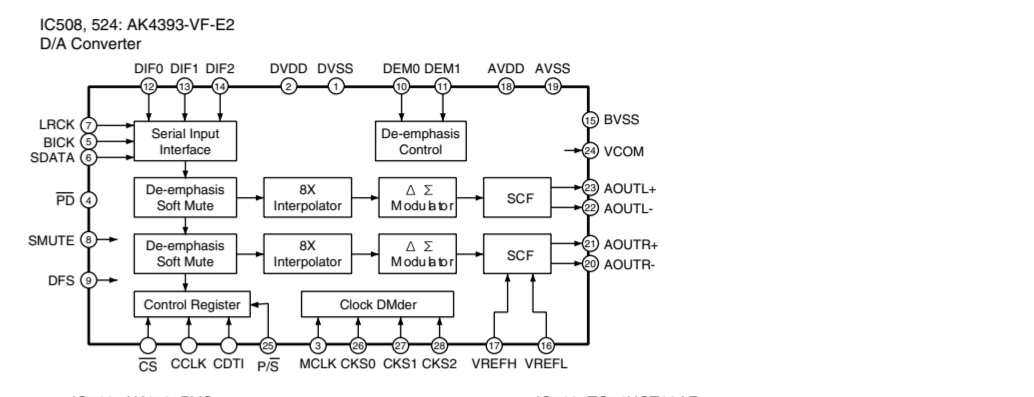 IC508, 524: AK4393-VF-E2
D/A Converter
DIF0 DIF1 DIF2 DVDD DVSS DEM0 DEM1 AVDD AVSS
12 13 14 2 1 10 11 18 19
LRCK 7
BICK 5
SDATA 6
Serial Input
Interface
De-emphasis
Control
15 BVSS
24 VCOM
PD 4
De-emphasis
Soft Mute
8X
Interpolator
Δ Σ
Modulator
SCF
23 AOUTL+
22 AOUTL-
SMUTE 8
De-emphasis
Soft Mute
8X
Interpolator
Δ Σ
Modulator
SCF
21 AOUTR+
20 AOUTR-
DFS 9
Control Register
Clock DMder
25 3 26 27 28 17 16
CS CCLK CDTI P/S MCLK CKS0 CKS1 CKS2 VREFH VREFL